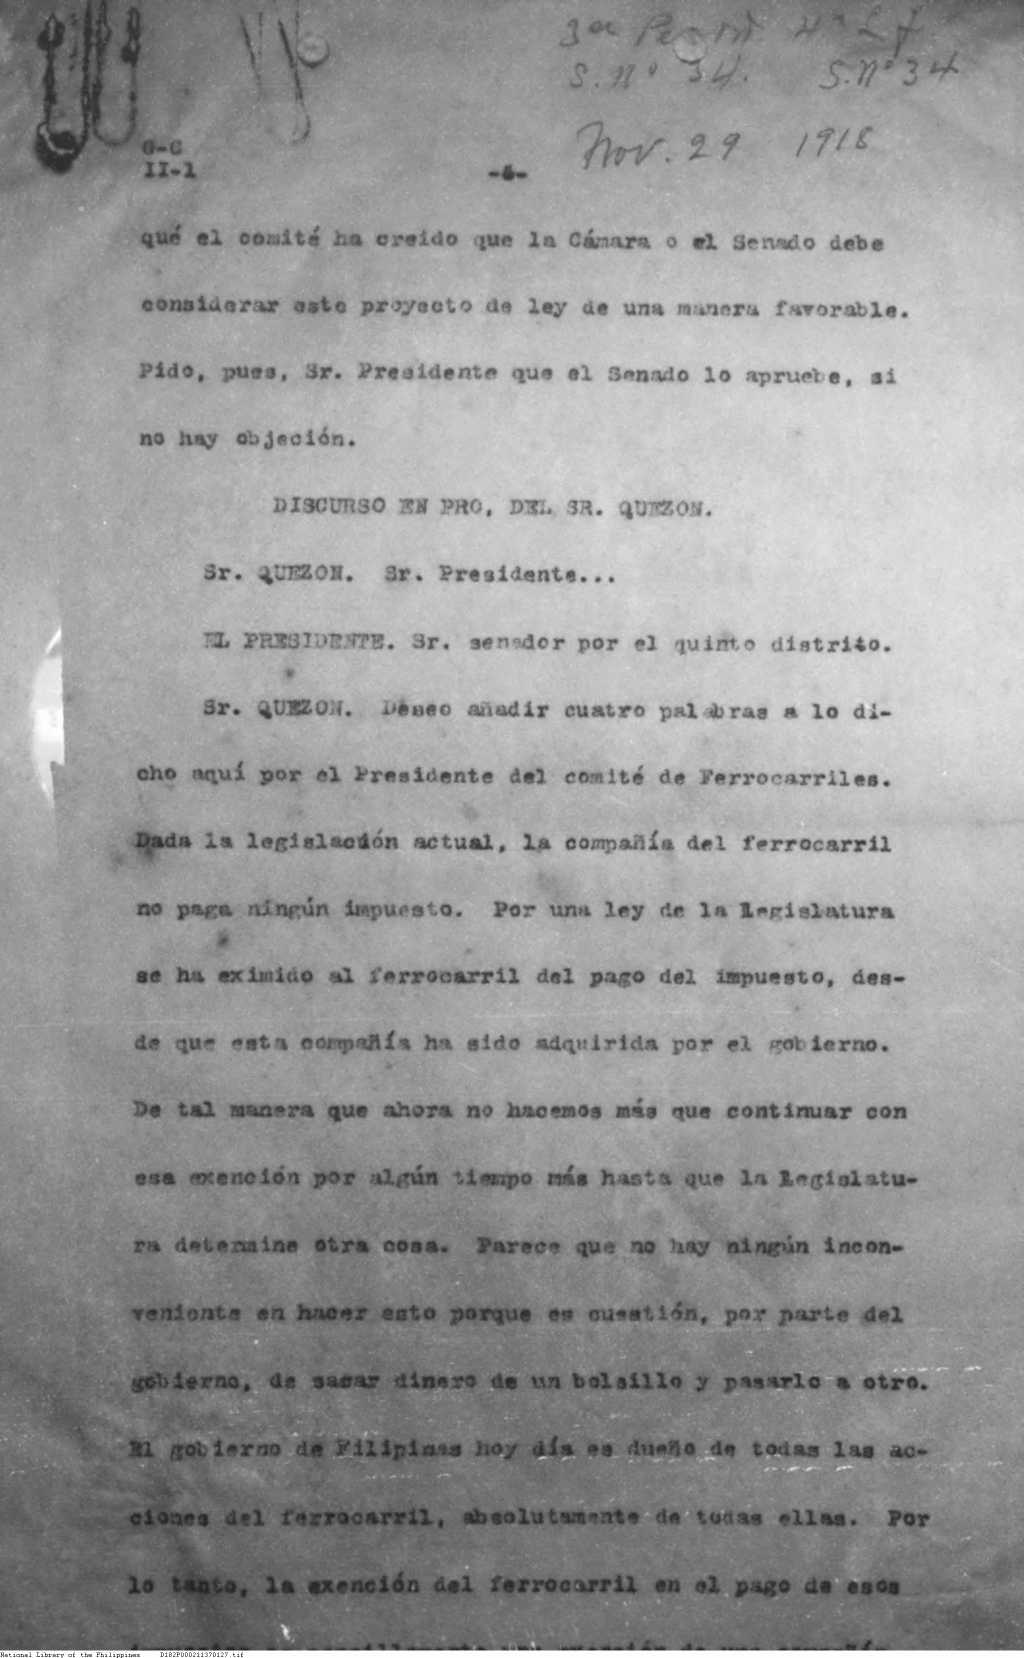 3ª Period 4ª L F
S. Nº 34. S. Nº 34
Nov. 29 1918
G-C
II-1
qué el comité ha creido que la Cámara o el Senado debe
considerar este proyecto de ley de una manera favorable.
Pido, pues, Sr. Presidente que el Senado lo apruebe, si
no hay objeción.
DISCURSO EN PRO, DEL SR. QUEZON.
Sr. QUEZON. Sr. Presidente...
EL PRESIDENTE. Sr. senador por el quinto distrito.
Sr. QUEZON. Deseo añadir cuatro palabras a lo di-
cho aquí por el Presidente del comité de Ferrocarriles.
Dada la legislación actual, la compañía del ferrocarril
no paga ningún impuesto. Por una ley de la Legislatura
se ha eximido al ferrocarril del pago del impuesto, des-
de que esta compañía ha sido adquirida por el gobierno.
De tal manera que ahora no hacemos más que continuar con
esa exención por algún tiempo más hasta que la Legislatu-
ra determine otra cosa. Parece que no hay ningún incon-
veniente en hacer esto porque es cuestión, por parte del
gobierno, de sacar dinero de un bolsillo y pasarlo a otro.
El gobierno de Filipinas hoy día es dueño de todas las ac-
ciones del ferrocarril, absolutamente de todas ellas. Por
lo tanto, la exención del ferrocarril en el pago de esos
National Library of the Philippines D182P000211370127.tif